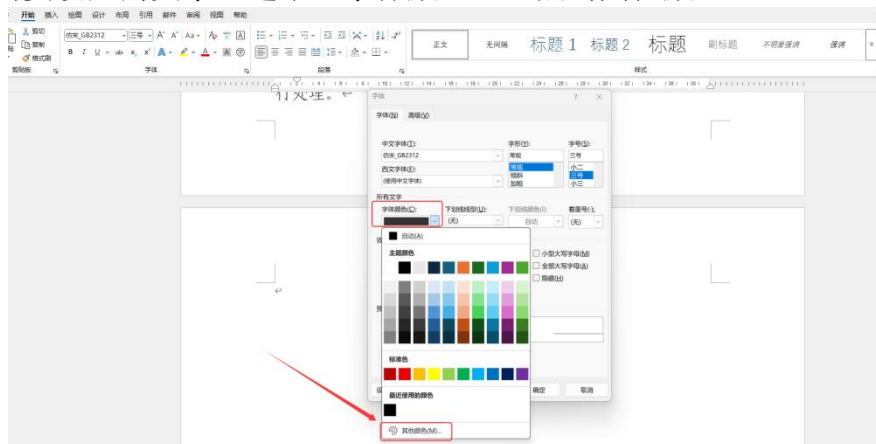 开始 插入 绘图 设计 布局 引用 邮件 审阅 视图 帮助
剪切
复制
格式刷
仿宋_GB2312 三号
剪贴板 字体 段落 样式
正文 无间隔 标题 1 标题 2 标题 副标题 不明显强调 强调
行处理。
字体
字体(N) 高级(V)
中文字体(T): 字形(Y): 字号(S):
仿宋_GB2312 常规 三号
西文字体(F): 常规 小二
(使用中文字体) 倾斜 三号
加粗 小三
所有文字
字体颜色(C): 下划线线型(U): 下划线颜色(I): 着重号(·):
(无) 自动 (无)
自动(A)
主题颜色
小型大写字母(M)
全部大写字母(A)
隐藏(H)
标准色
最近使用的颜色
确定 取消
其他颜色(M)...